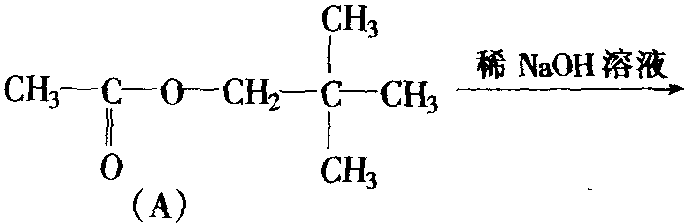 CH₃
稀 NaOH 溶液
CH₃—C—O—CH₂—C—CH₃
O
CH₃
(A)